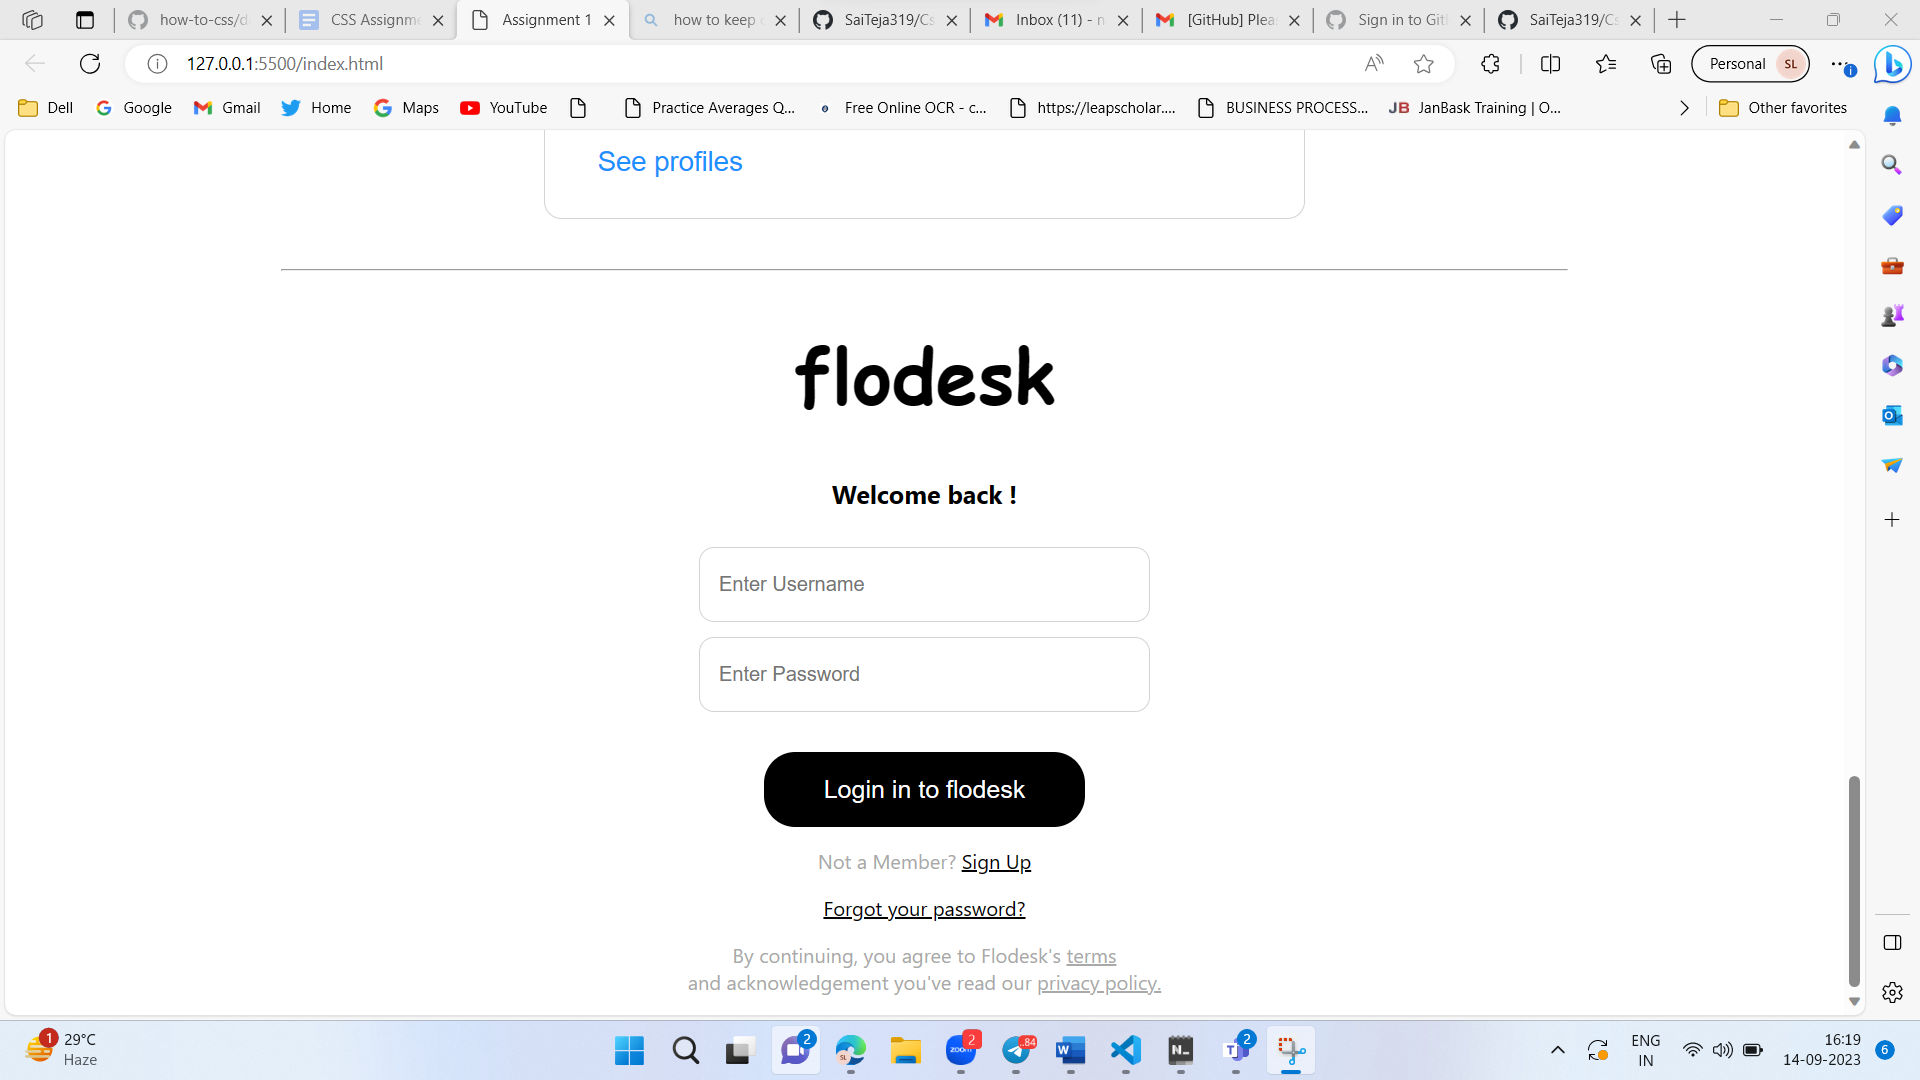 how-to-css/d
CSS Assignme
Assignment 1
how to keep
SaiTeja319/Cs
Inbox (11) - n
[GitHub] Plea
Sign in to Git
SaiTeja319/Cs
127.0.0.1:5500/index.html
Personal SL
Dell
Google
Gmail
Home
Maps
YouTube
Practice Averages Q...
Free Online OCR - c...
https://leapscholar....
BUSINESS PROCESS...
JB JanBask Training | O...
Other favorites
See profiles
flodesk
Welcome back !
Enter Username
Enter Password
Login in to flodesk
Not a Member? Sign Up
Forgot your password?
By continuing, you agree to Flodesk's terms
and acknowledgement you've read our privacy policy.
1
29°C
Haze
2
SL
zoom 2
.84
W
N
T 2
ENG
IN
16:19
14-09-2023
6